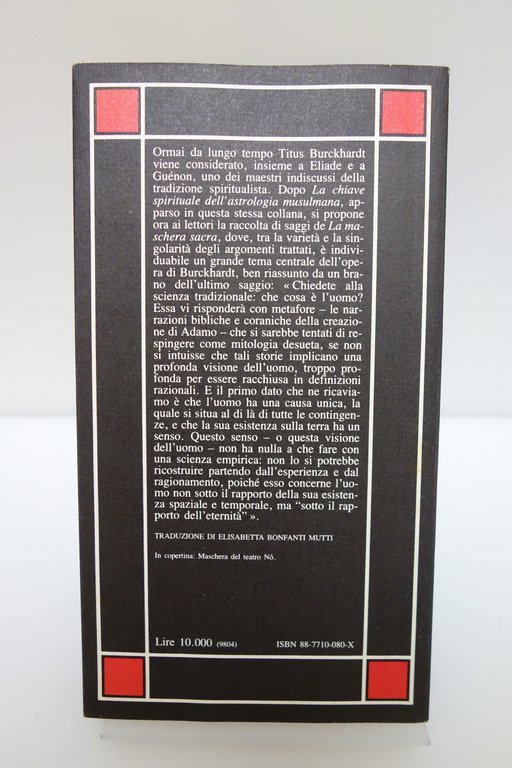 Ormai da lungo tempo Titus Burckhardt
viene considerato, insieme a Eliade e a
Guénon, uno dei maestri indiscussi della
tradizione spiritualista. Dopo La chiave
spirituale dell'astrologia musulmana, ap-
parso in questa stessa collana, si propone
ora ai lettori la raccolta di saggi de La ma-
schera sacra, dove, tra la varietà e la sin-
golarità degli argomenti trattati, è indivi-
duabile un grande tema centrale dell'ope-
ra di Burckhardt, ben riassunto da un bra-
no dell'ultimo saggio: « Chiedete alla
scienza tradizionale: che cosa è l'uomo?
Essa vi risponderà con metafore – le nar-
razioni bibliche e coraniche della creazio-
ne di Adamo – che si sarebbe tentati di re-
spingere come mitologia desueta, se non
si intuisse che tali storie implicano una
profonda visione dell'uomo, troppo pro-
fonda per essere racchiusa in definizioni
razionali. E il primo dato che ne ricavia-
mo è che l'uomo ha una causa unica, la
quale si situa al di là di tutte le contingen-
ze, e che la sua esistenza sulla terra ha un
senso. Questo senso – o questa visione
dell'uomo – non ha nulla a che fare con
una scienza empirica: non lo si potrebbe
ricostruire partendo dall'esperienza e dal
ragionamento, poiché esso concerne l'uo-
mo non sotto il rapporto della sua esisten-
za spaziale e temporale, ma “sotto il rap-
porto dell'eternità” ».
TRADUZIONE DI ELISABETTA BONFANTI MUTTI
In copertina: Maschera del teatro Nō.
Lire 10.000 (9804) ISBN 88-7710-080-X